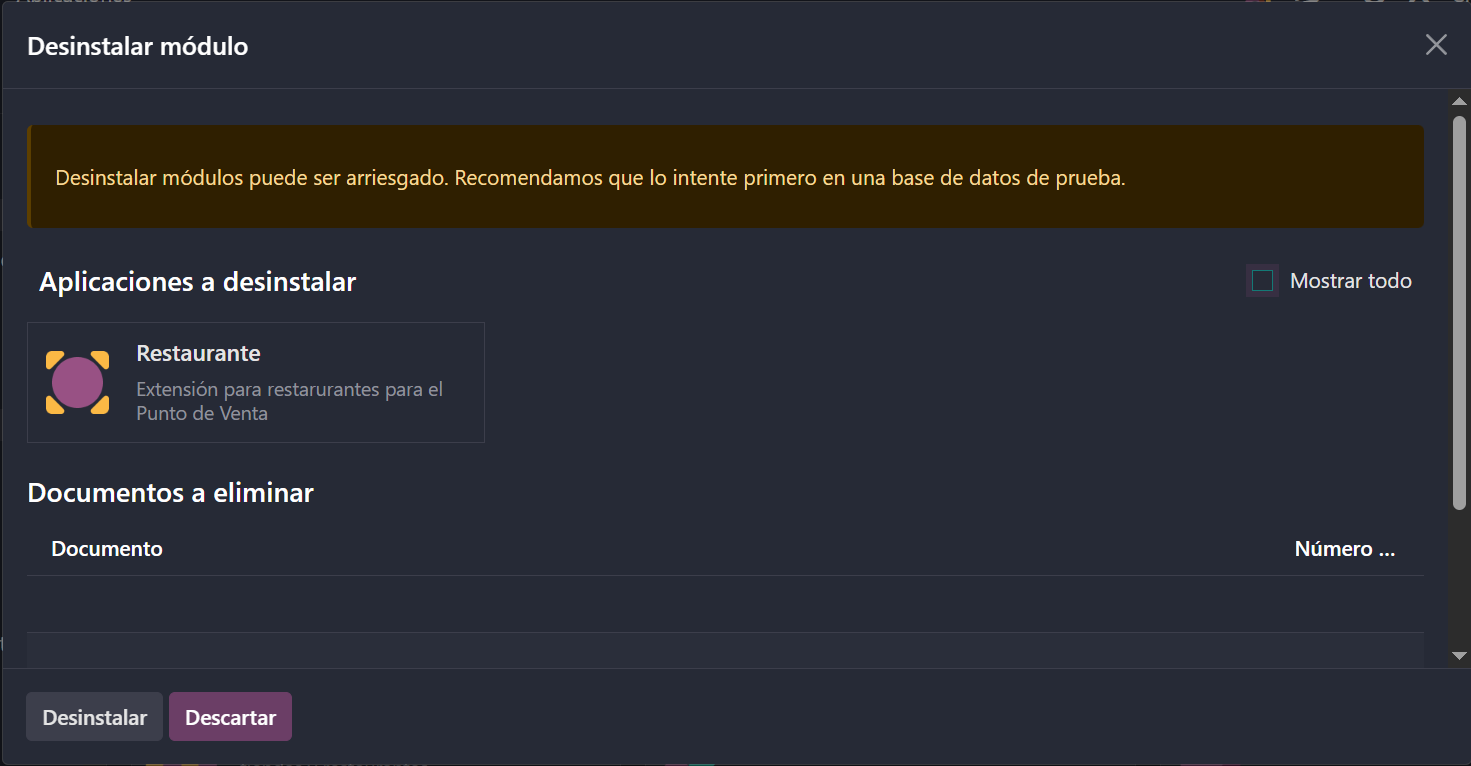 Desinstalar módulo
Desinstalar módulos puede ser arriesgado. Recomendamos que lo intente primero en una base de datos de prueba.
Aplicaciones a desinstalar
Mostrar todo
Restaurante
Extensión para restarurantes para el
Punto de Venta
Documentos a eliminar
Documento
Número ...
Desinstalar
Descartar